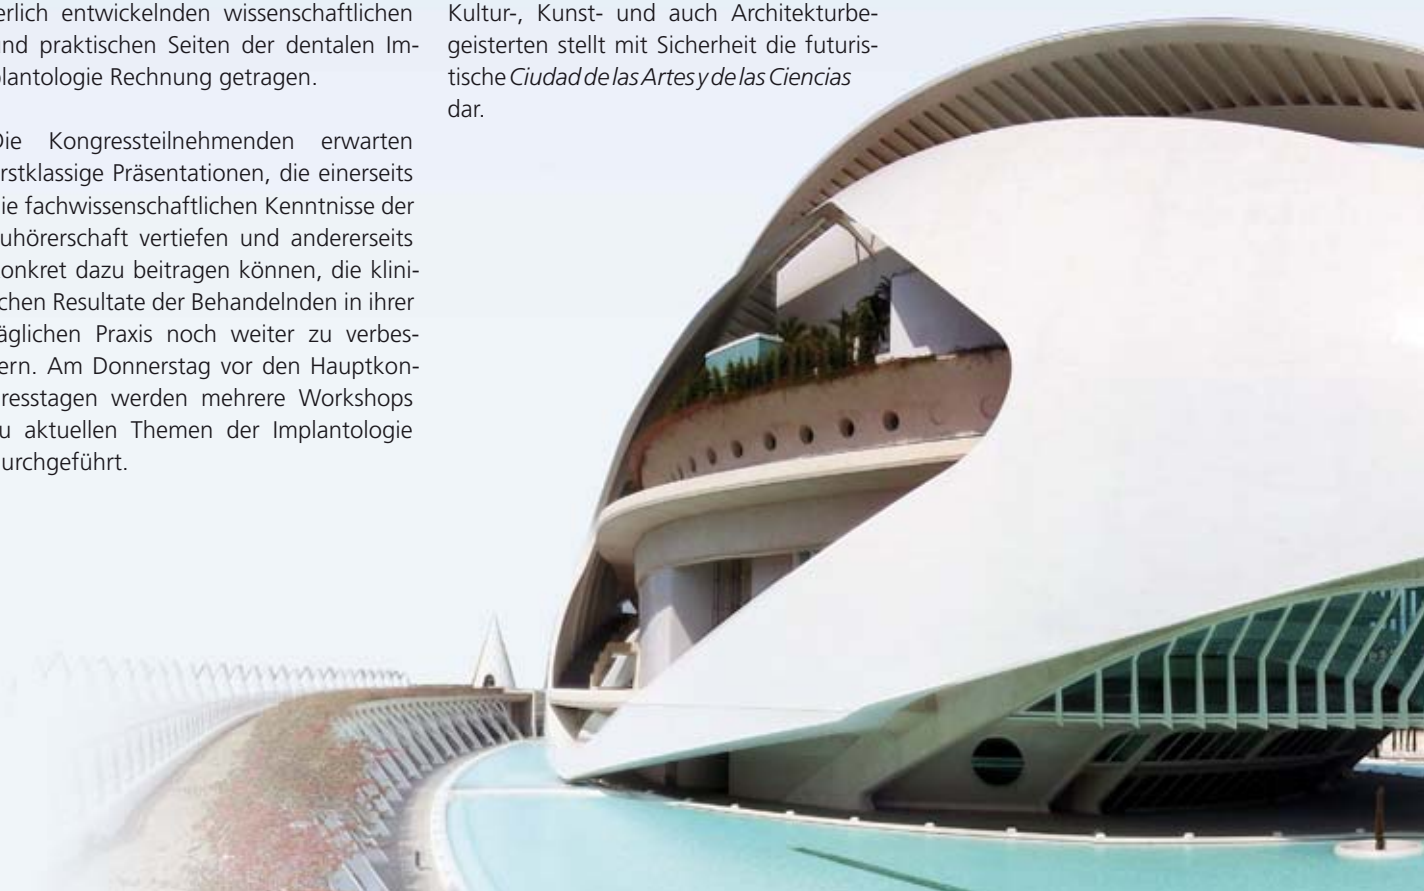 erlich entwickelnden wissenschaftlichen
und praktischen Seiten der dentalen Im-
plantologie Rechnung getragen.
Die Kongressteilnehmenden erwarten
rstklassige Präsentationen, die einerseits
ie fachwissenschaftlichen Kenntnisse der
uhörerschaft vertiefen und andererseits
onkret dazu beitragen können, die klini-
chen Resultate der Behandelnden in ihrer
äglichen Praxis noch weiter zu verbes-
ern. Am Donnerstag vor den Hauptkon-
resstagen werden mehrere Workshops
u aktuellen Themen der Implantologie
urchgeführt.
Kultur-, Kunst- und auch Architekturbe-
geisterten stellt mit Sicherheit die futuris-
tische Ciudad de las Artes y de las Ciencias
dar.